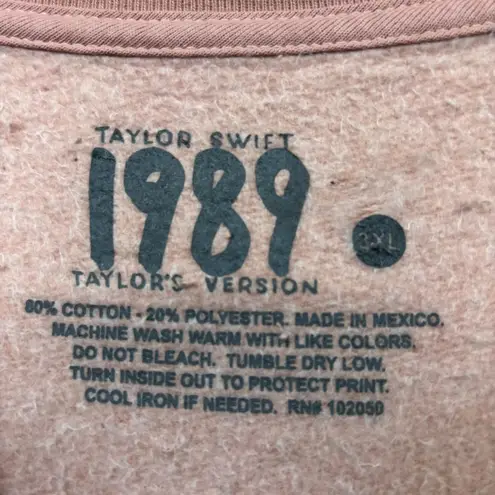 TAYLOR SWIFT
1989
3XL
TAYLOR'S VERSION
80% COTTON - 20% POLYESTER. MADE IN MEXICO.
MACHINE WASH WARM WITH LIKE COLORS.
DO NOT BLEACH. TUMBLE DRY LOW.
TURN INSIDE OUT TO PROTECT PRINT.
COOL IRON IF NEEDED. RN# 102050